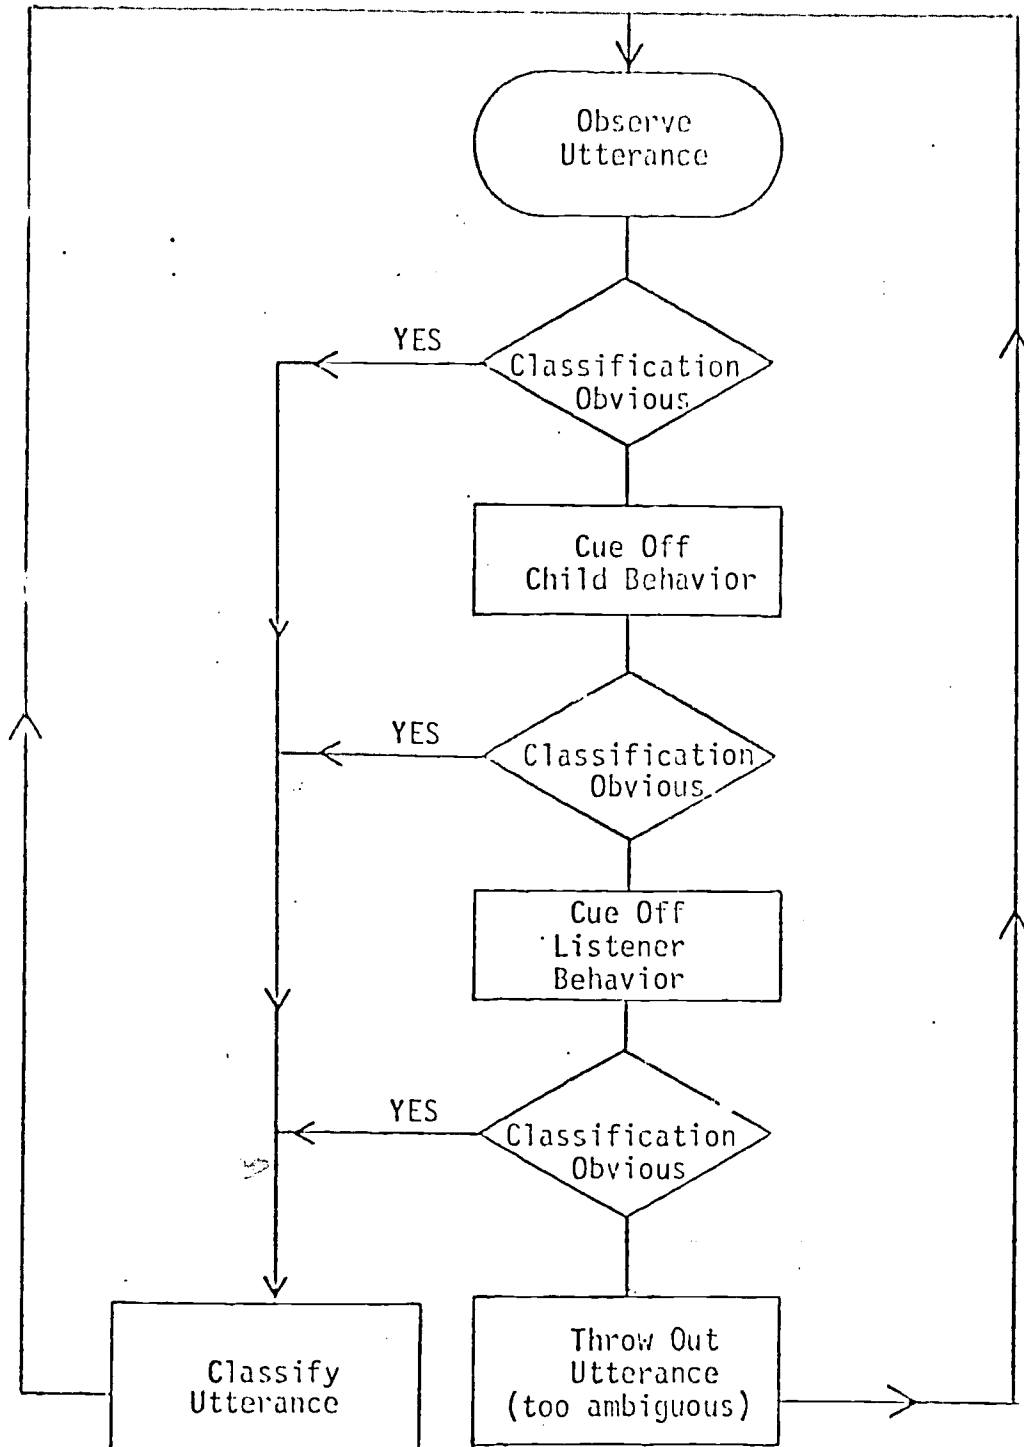 Observe
Utterance
YES
Classification
Obvious
Cue Off
Child Behavior
YES
Classification
Obvious
Cue Off
Listener
Behavior
YES
Classification
Obvious
Classify
Utterance
Throw Out
Utterance
(too ambiguous)